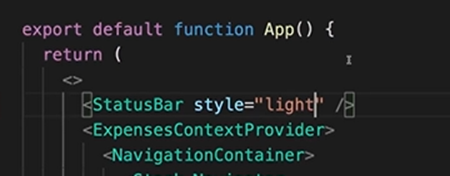 export default function App() {
return (
<>
<StatusBar style="light" />
<ExpensesContextProvider>
<NavigationContainer>